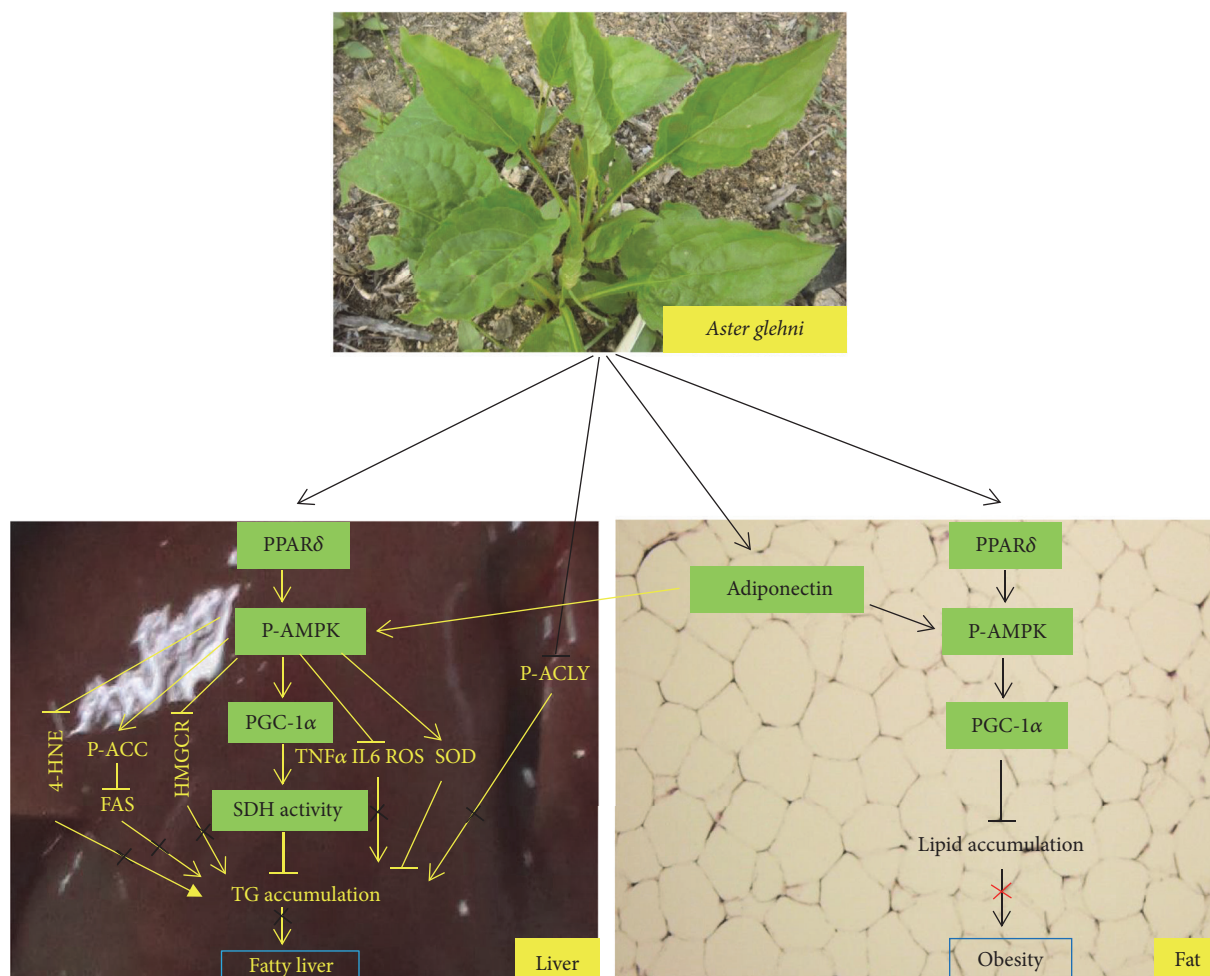 Aster glehni
PPARδ
PPARδ
Adiponectin
P-AMPK
P-AMPK
P-ACLY
PGC-1α
PGC-1α
4-HNE
P-ACC
HMGCR
TNFα IL6 ROS SOD
FAS
SDH activity
Lipid accumulation
TG accumulation
Fatty liver
Liver
Obesity
Fat